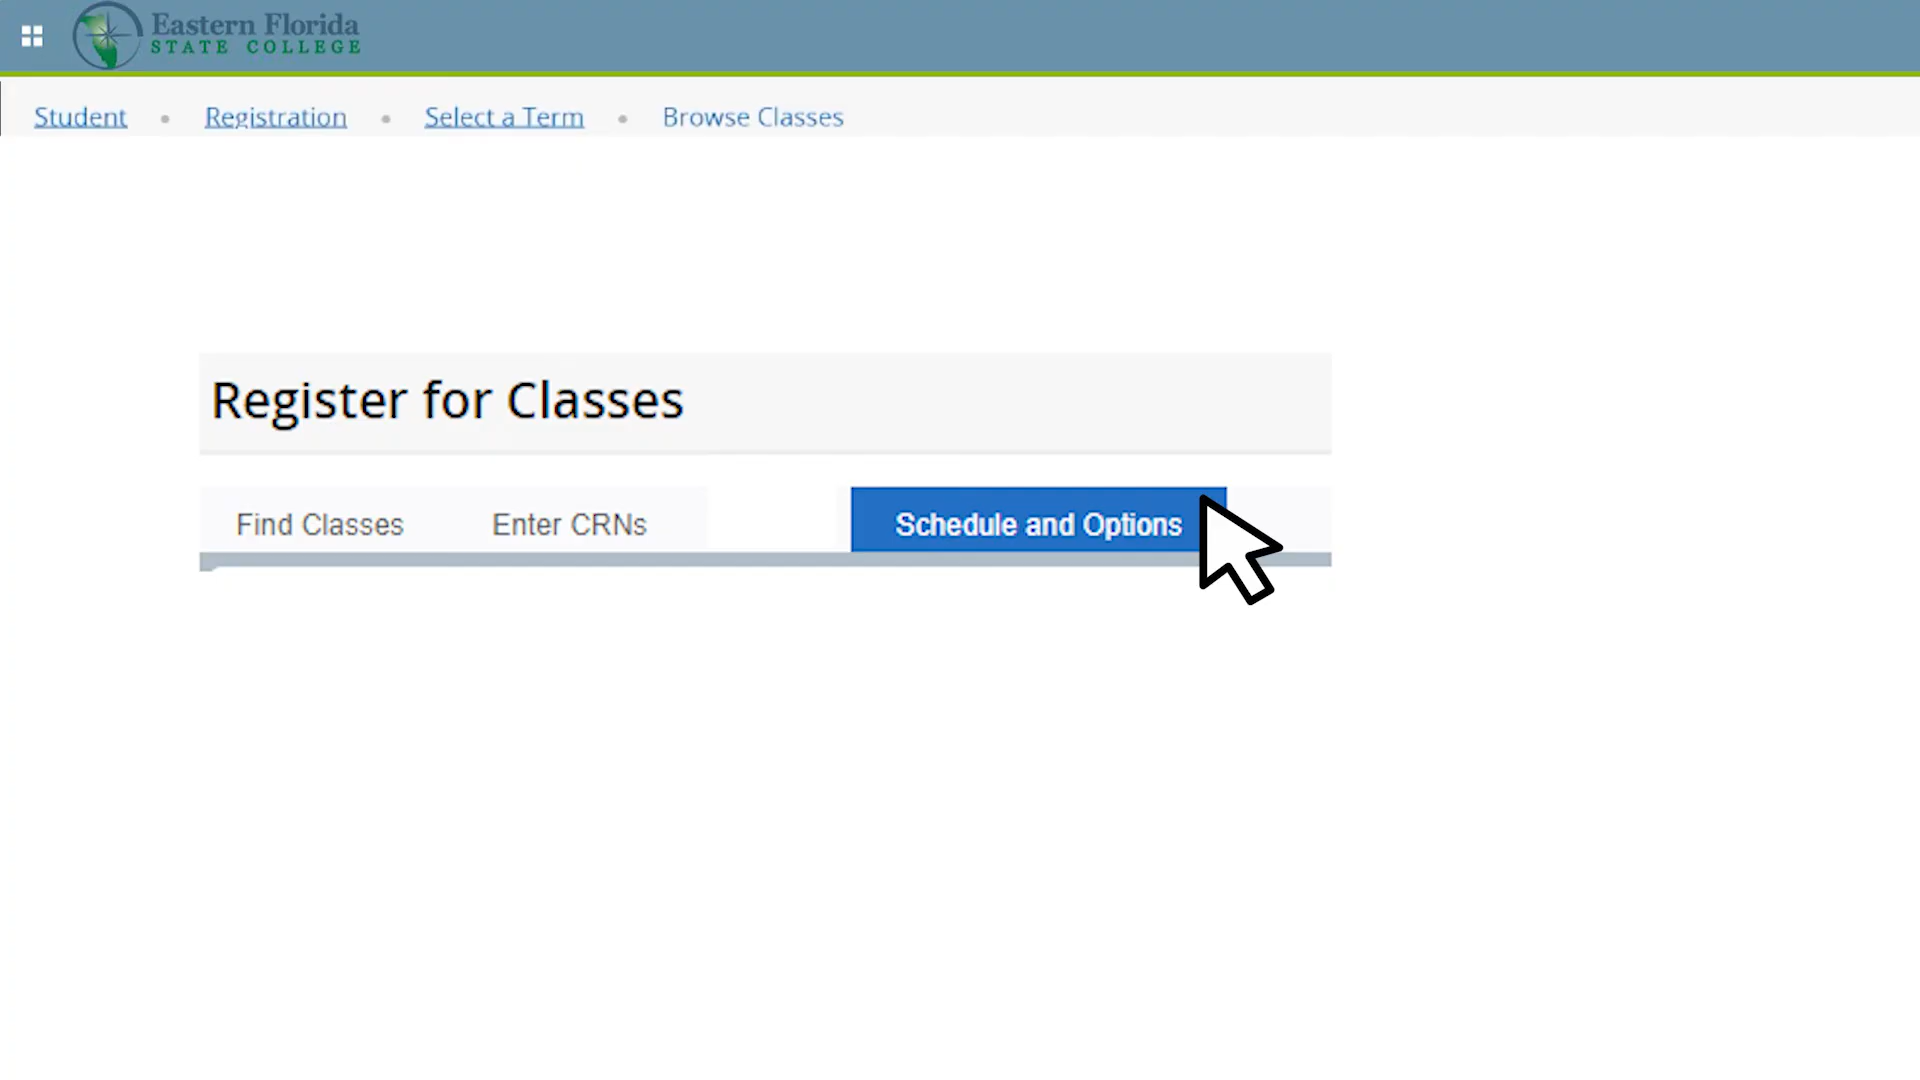 Eastern Florida
STATE COLLEGE
Student • Registration • Select a Term • Browse Classes
Register for Classes
Find Classes Enter CRNs Schedule and Options